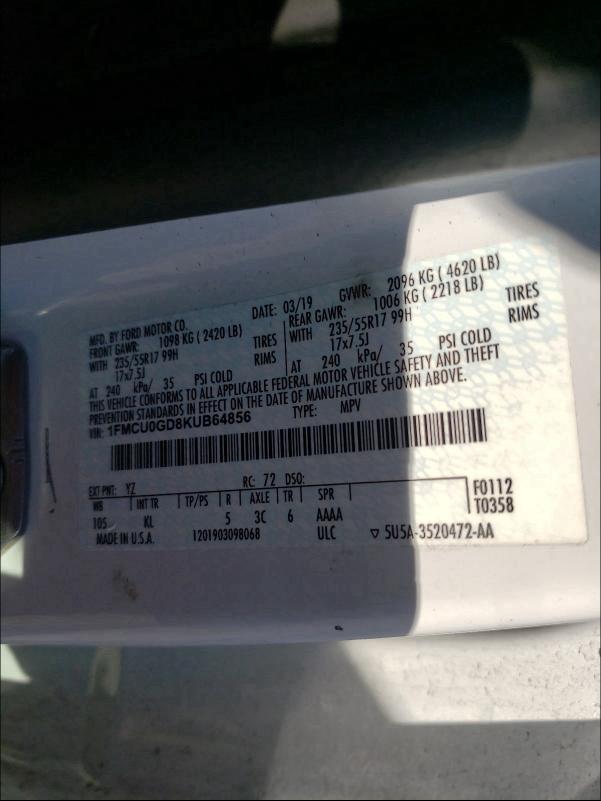 MFD. BY FORD MOTOR CO. DATE: 03/19 GVWR: 2096 KG ( 4620 LB)
FRONT GAWR: 1098 KG ( 2420 LB) REAR GAWR: 1006 KG ( 2218 LB)
WITH 235/55R17 99H TIRES WITH 235/55R17 99H TIRES
17x7.5J RIMS 17x7.5J RIMS
AT 240 kPa/ 35 PSI COLD AT 240 kPa/ 35 PSI COLD
THIS VEHICLE CONFORMS TO ALL APPLICABLE FEDERAL MOTOR VEHICLE SAFETY AND THEFT
PREVENTION STANDARDS IN EFFECT ON THE DATE OF MANUFACTURE SHOWN ABOVE.
VIN: 1FMCU0GD8KUB64856 TYPE: MPV
EXT PNT: YZ RC: 72 DSO: F0112
WB INT TR TP/PS R AXLE TR SPR T0358
105 KL 5 3C 6 AAAA
MADE IN U.S.A. 1201903098068 ULC ▽ SU5A-3520472-AA